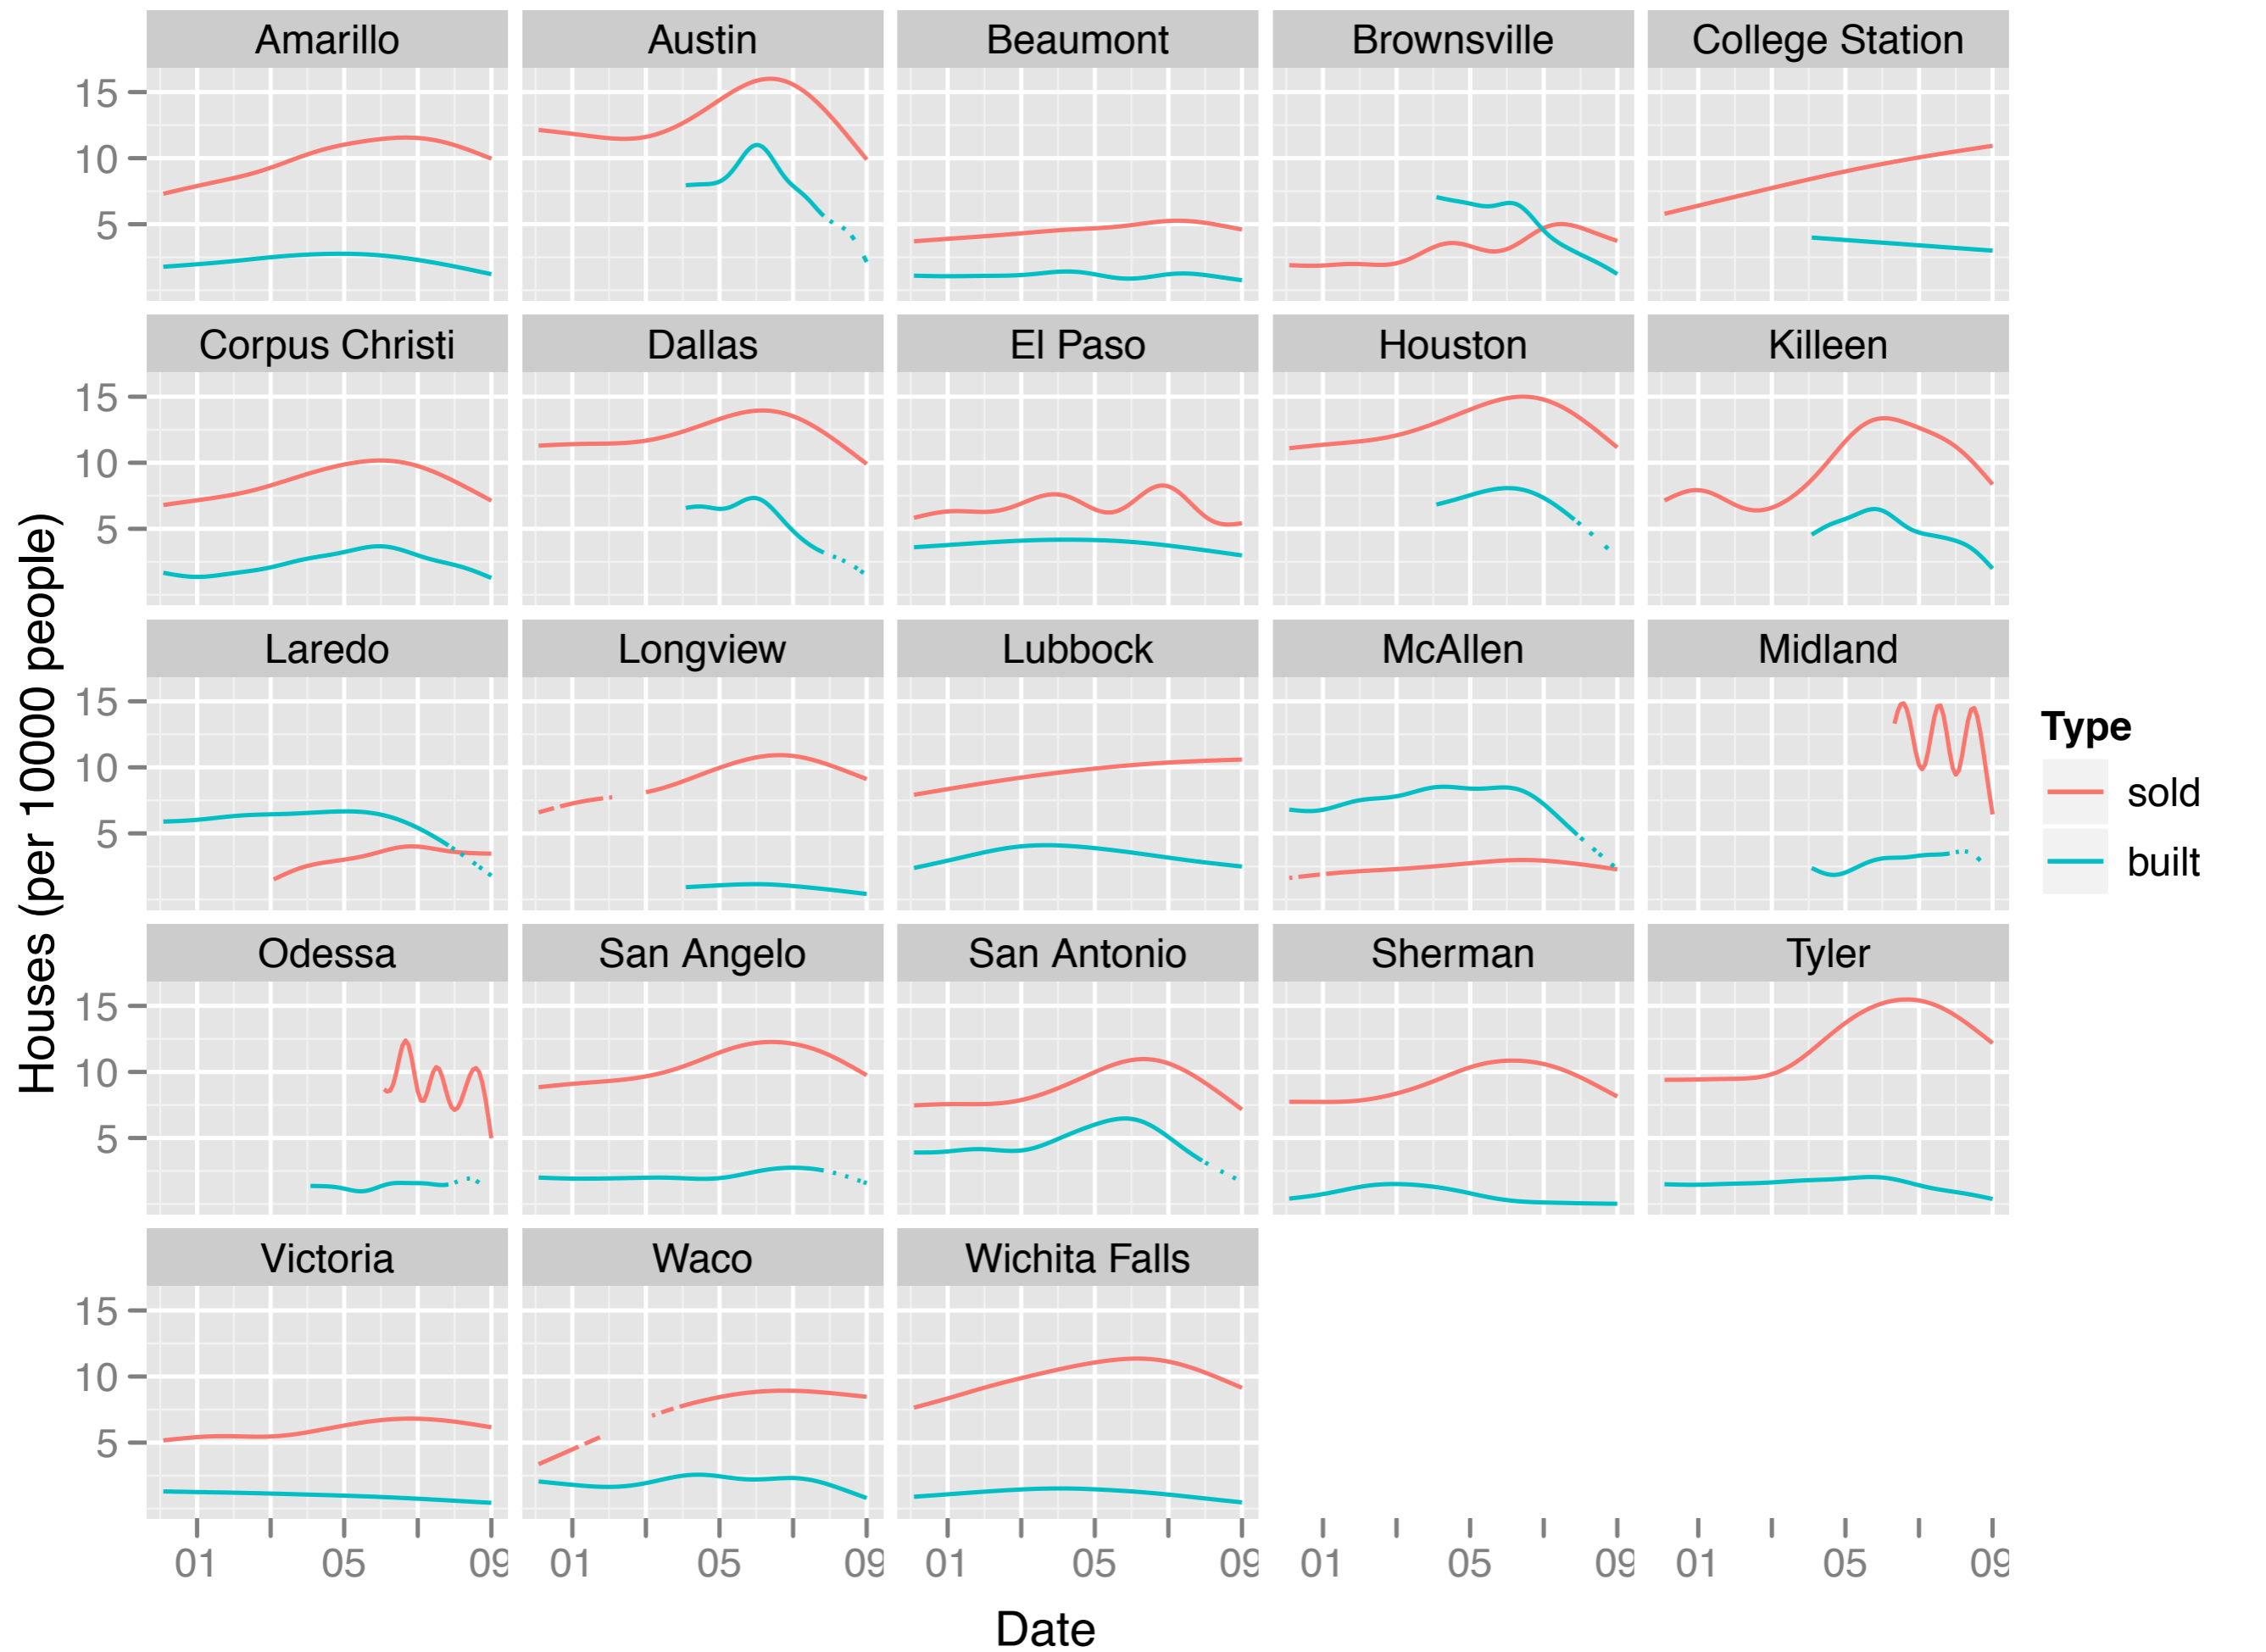 Amarillo
Austin
Beaumont
Brownsville
College Station
15
10
5
Corpus Christi
Dallas
El Paso
Houston
Killeen
15
10
5
Laredo
Longview
Lubbock
McAllen
Midland
15
10
5
Odessa
San Angelo
San Antonio
Sherman
Tyler
15
10
5
Victoria
Waco
Wichita Falls
15
10
5
01 05 09
01 05 09
01 05 09
01 05 09
01 05 09
Date
Houses (per 10000 people)
Type
sold
built